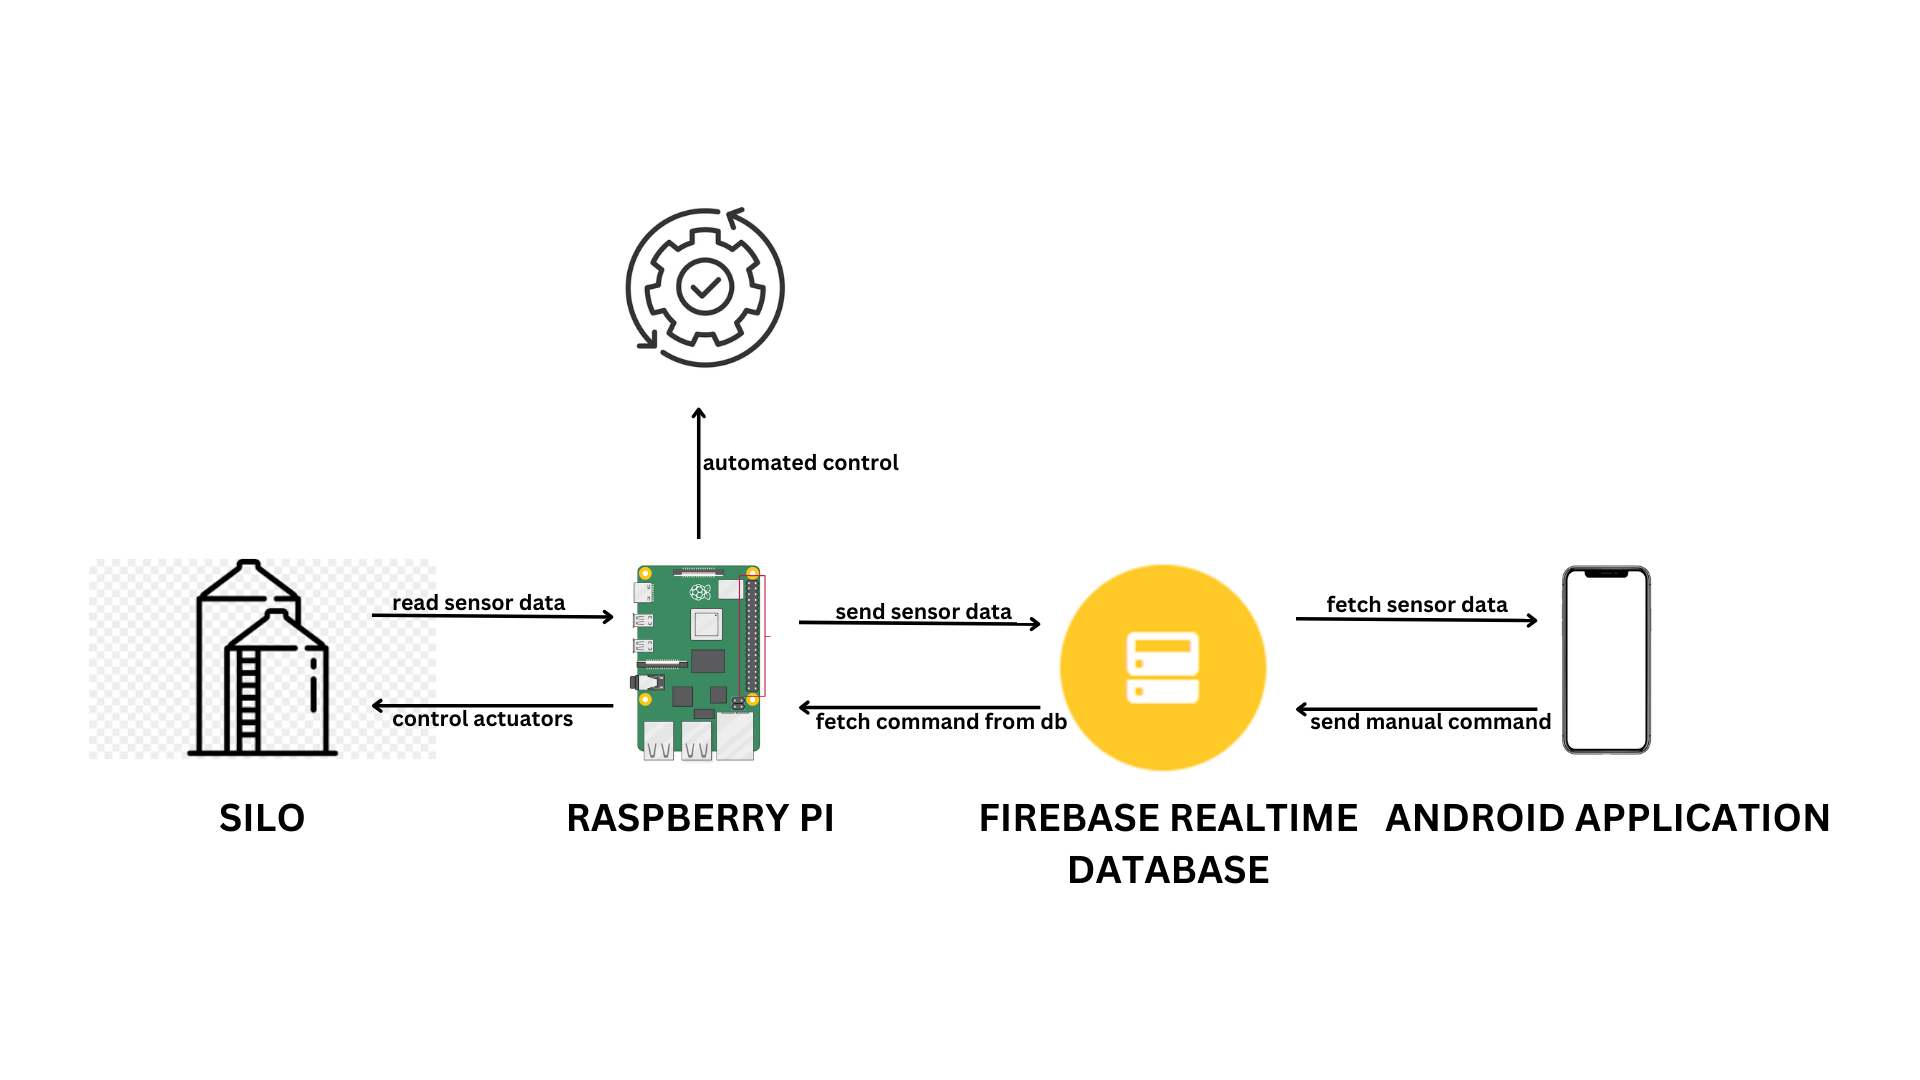 automated control
read sensor data
send sensor data
fetch sensor data
control actuators
fetch command from db
send manual command
SILO
RASPBERRY PI
FIREBASE REALTIME
DATABASE
ANDROID APPLICATION